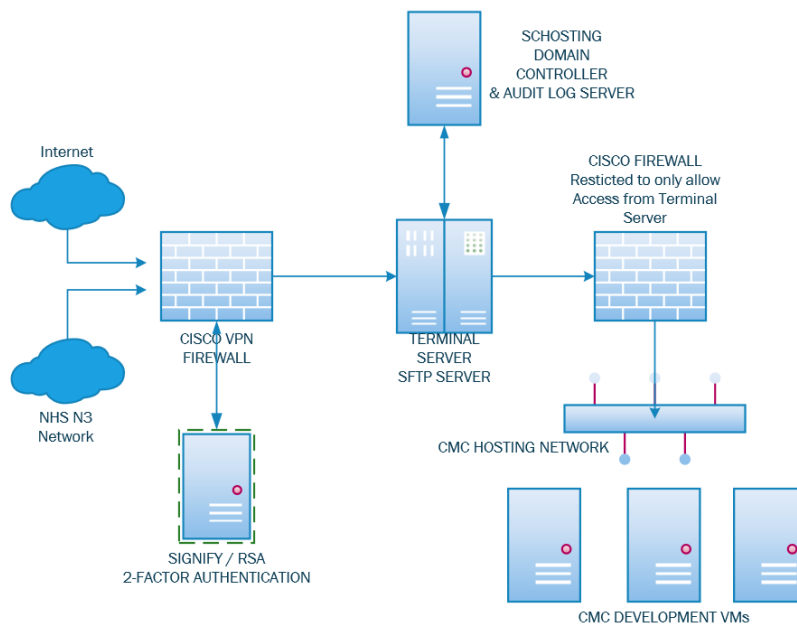 SCHOSTING
DOMAIN
CONTROLLER
& AUDIT LOG SERVER
Internet
CISCO FIREWALL
Resticted to only allow
Access from Terminal
Server
CISCO VPN
FIREWALL
TERMINAL
SERVER
SFTP SERVER
NHS N3
Network
CMC HOSTING NETWORK
SIGNIFY / RSA
2-FACTOR AUTHENTICATION
CMC DEVELOPMENT VMs